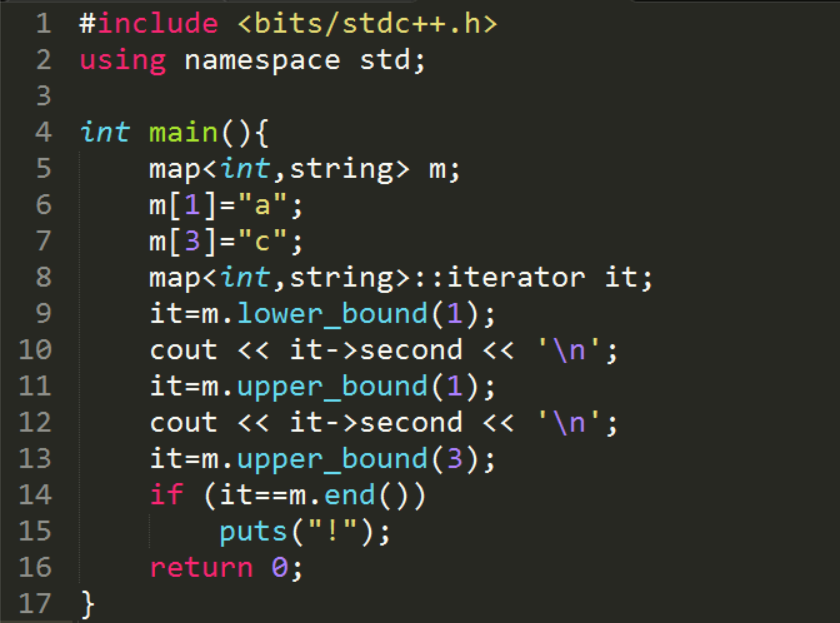 1 #include <bits/stdc++.h>
2 using namespace std;
3
4 int main(){
5     map<int,string> m;
6     m[1]="a";
7     m[3]="c";
8     map<int,string>::iterator it;
9     it=m.lower_bound(1);
10     cout << it->second << '\n';
11     it=m.upper_bound(1);
12     cout << it->second << '\n';
13     it=m.upper_bound(3);
14     if (it==m.end())
15         puts("!");
16     return 0;
17 }